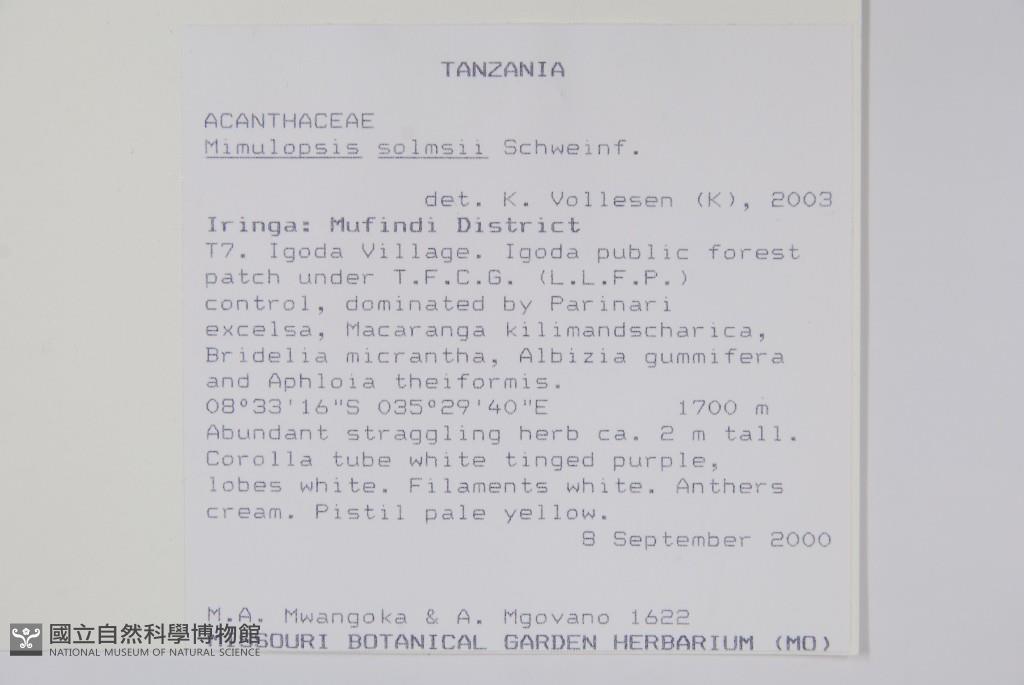 TANZANIA
ACANTHACEAE
Mimulopsis solmsii Schweinf.
det. K. Vollesen (K), 2003
Iringa: Mufindi District
T7. Igoda Village. Igoda public forest
patch under T.F.C.G. (L.L.F.P.)
control, dominated by Parinari
excelsa, Macaranga kilimandscharica,
Bridelia micrantha, Albizia gummifera
and Aphloia theiformis.
08°33'16"S 035°29'40"E 1700 m
Abundant straggling herb ca. 2 m tall.
Corolla tube white tinged purple,
lobes white. Filaments white. Anthers
cream. Pistil pale yellow.
8 September 2000
M.A. Mwangoka & A. Mgovano 1622
MISSOURI BOTANICAL GARDEN HERBARIUM (MO)
國立自然科學博物館
NATIONAL MUSEUM OF NATURAL SCIENCE